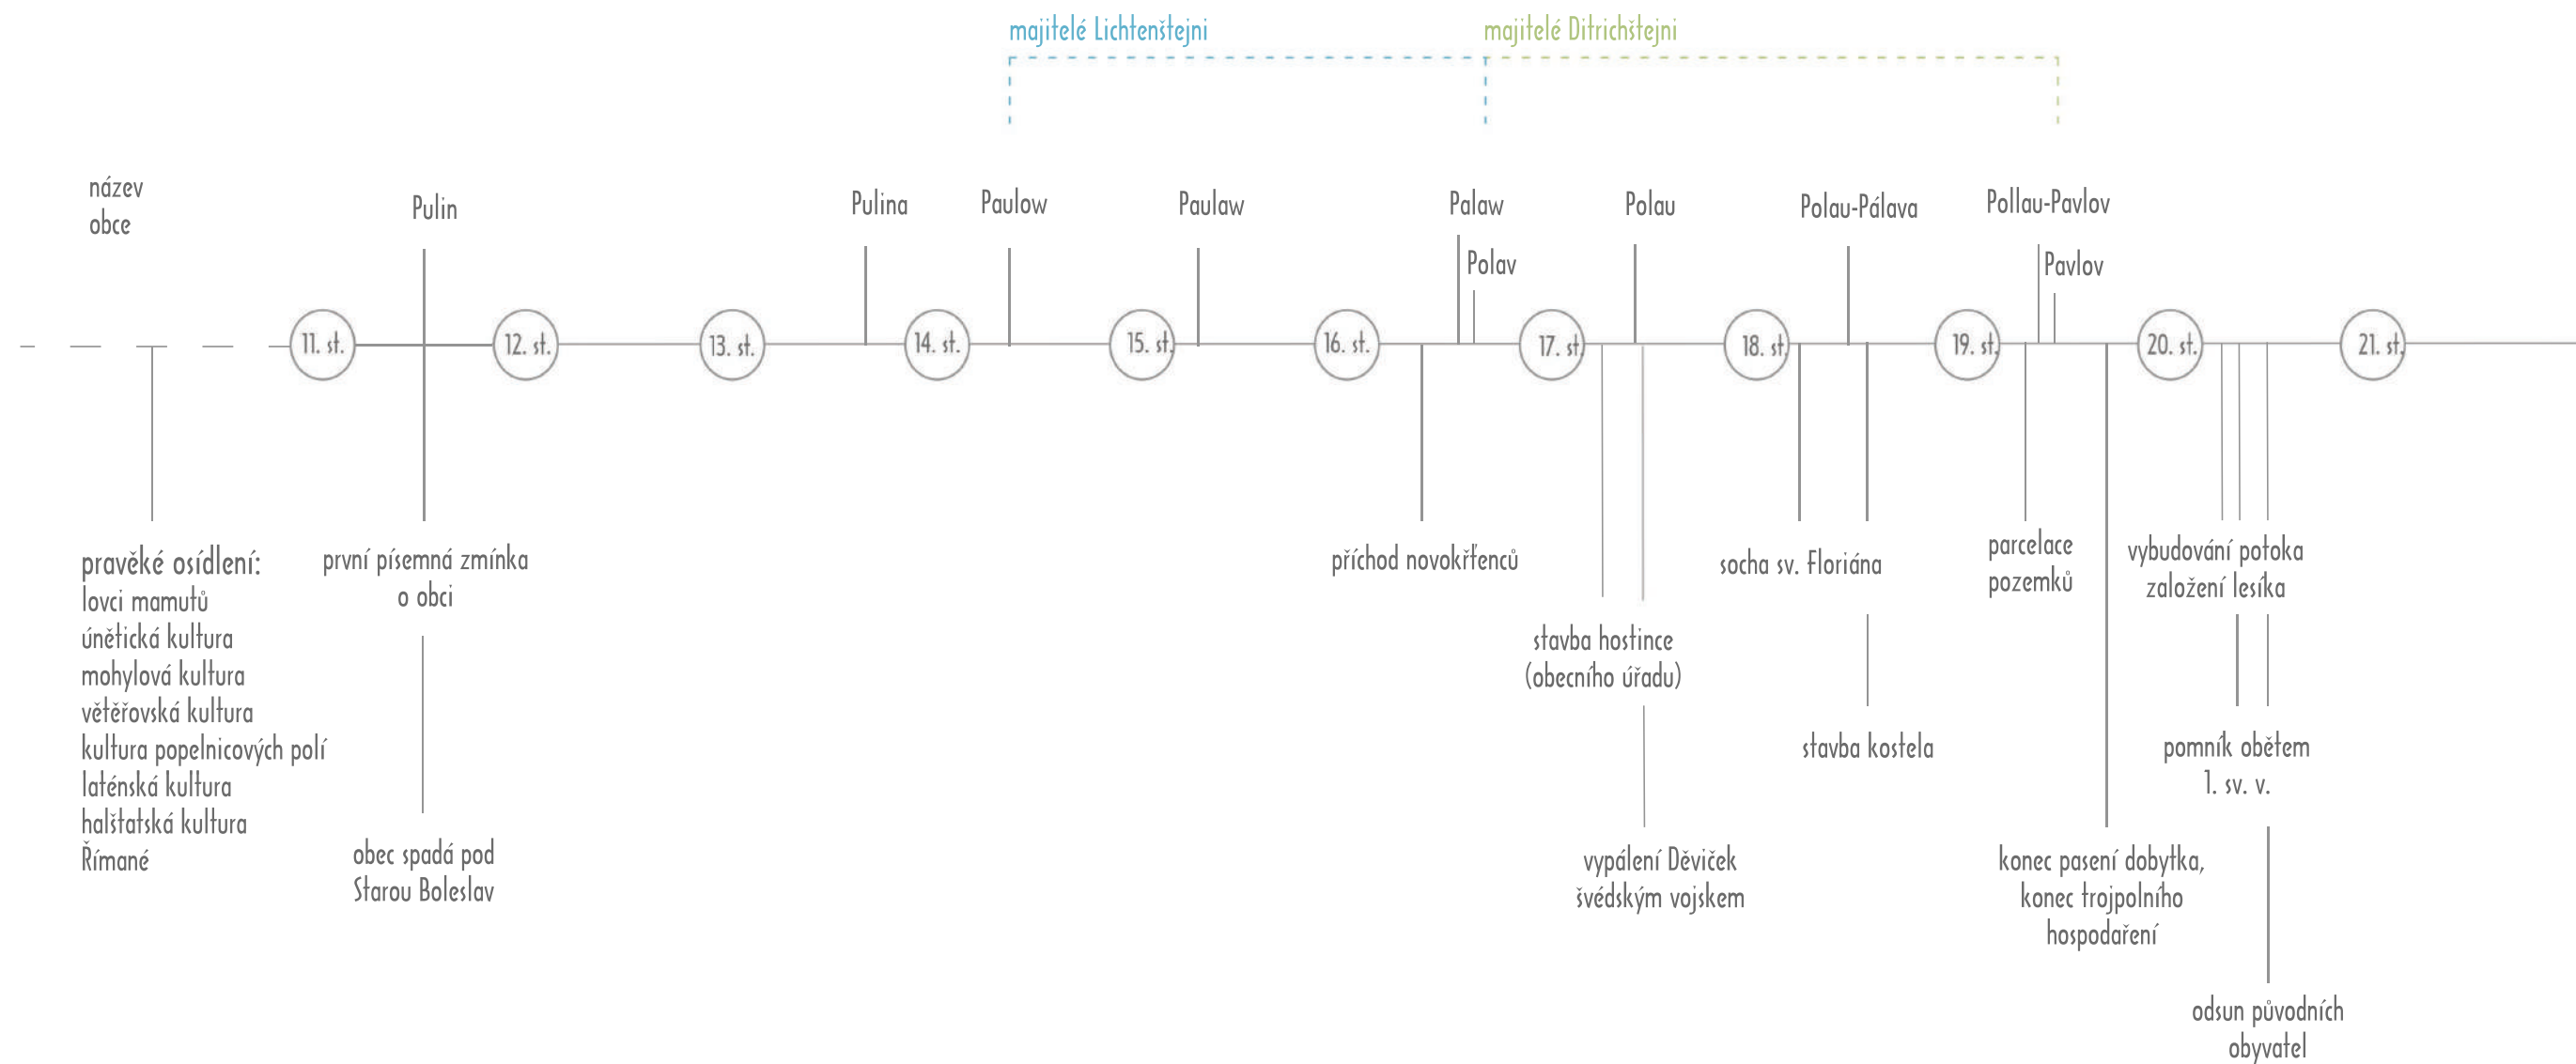 majitelé Lichtenštejni
majitelé Ditrichštejni
název
obce
Pulin
Pulina
Paulow
Paulaw
Palaw
Polav
Polau
Polau-Pálava
Pollau-Pavlov
Pavlov
11. st.
12. st.
13. st.
14. st.
15. st.
16. st.
17. st.
18. st.
19. st.
20. st.
21. st.
pravěké osídlení:
lovci mamutů
únětická kultura
mohylová kultura
větěřovská kultura
kultura popelnicových polí
laténská kultura
halštatská kultura
Římané
první písemná zmínka
o obci
obec spadá pod
Starou Boleslav
příchod novokřtěnců
stavba hostince
(obecního úřadu)
vypálení Děviček
švédským vojskem
socha sv. Floriána
stavba kostela
parcelace
pozemků
konec pasení dobytka,
konec trojpolního
hospodaření
vybudování potoka
založení lesíka
pomník obětem
1. sv. v.
odsun původních
obyvatel